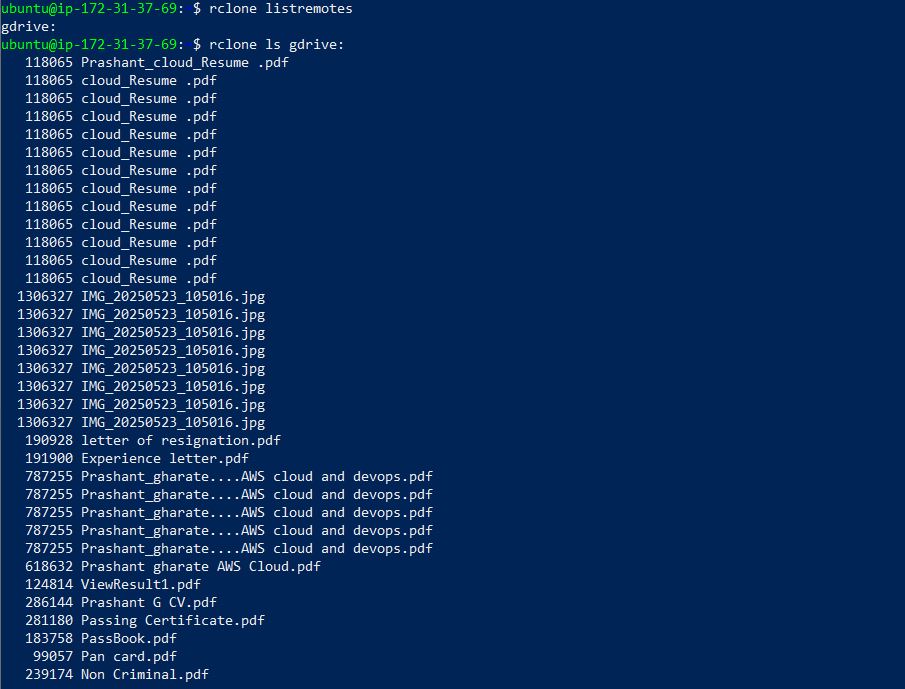 ubuntu@ip-172-31-37-69: $ rclone listremotes
gdrive:
ubuntu@ip-172-31-37-69: $ rclone ls gdrive:
118065 Prashant_cloud_Resume .pdf
118065 cloud_Resume .pdf
118065 cloud_Resume .pdf
118065 cloud_Resume .pdf
118065 cloud_Resume .pdf
118065 cloud_Resume .pdf
118065 cloud_Resume .pdf
118065 cloud_Resume .pdf
118065 cloud_Resume .pdf
118065 cloud_Resume .pdf
118065 cloud_Resume .pdf
118065 cloud_Resume .pdf
118065 cloud_Resume .pdf
1306327 IMG_20250523_105016.jpg
1306327 IMG_20250523_105016.jpg
1306327 IMG_20250523_105016.jpg
1306327 IMG_20250523_105016.jpg
1306327 IMG_20250523_105016.jpg
1306327 IMG_20250523_105016.jpg
1306327 IMG_20250523_105016.jpg
1306327 IMG_20250523_105016.jpg
190928 letter of resignation.pdf
191900 Experience letter.pdf
787255 Prashant_gharate....AWS cloud and devops.pdf
787255 Prashant_gharate....AWS cloud and devops.pdf
787255 Prashant_gharate....AWS cloud and devops.pdf
787255 Prashant_gharate....AWS cloud and devops.pdf
787255 Prashant_gharate....AWS cloud and devops.pdf
618632 Prashant gharate AWS Cloud.pdf
124814 ViewResult1.pdf
286144 Prashant G CV.pdf
281180 Passing Certificate.pdf
183758 PassBook.pdf
99057 Pan card.pdf
239174 Non Criminal.pdf